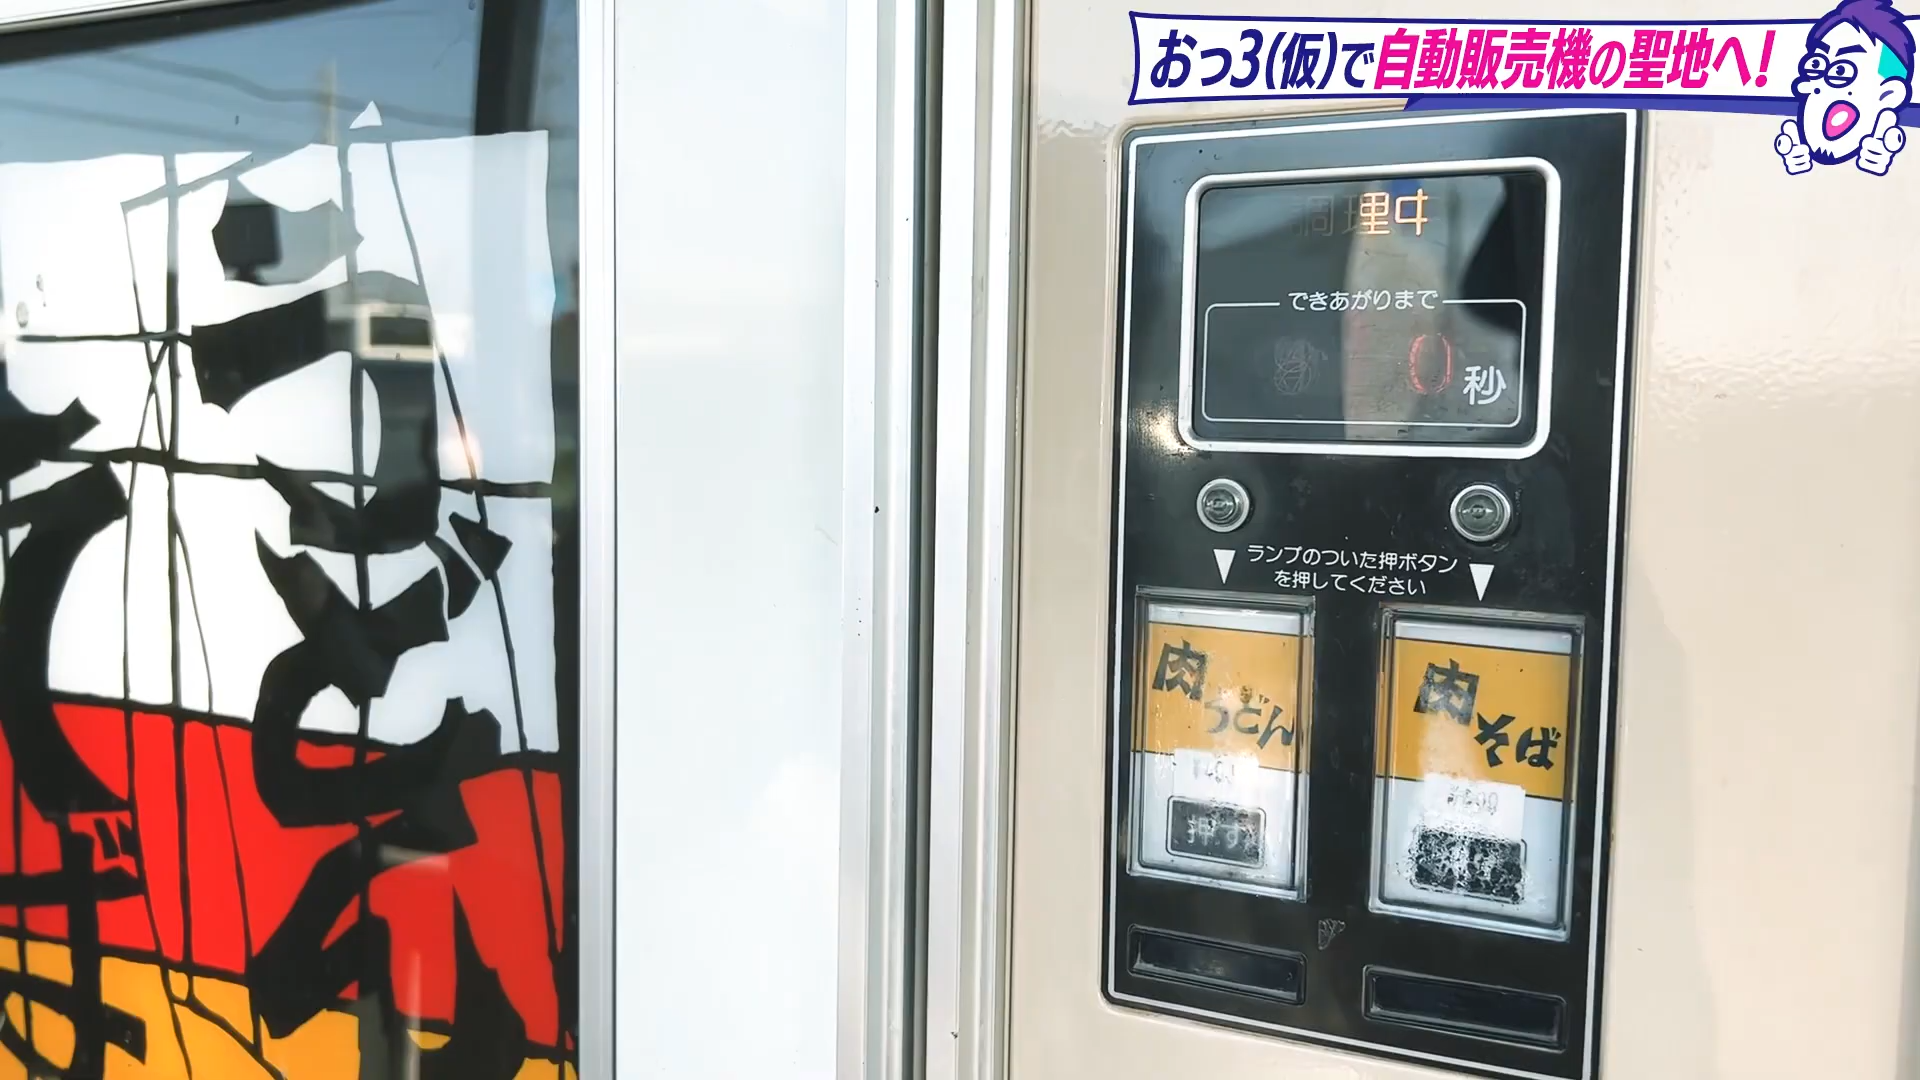 おっ3(仮)で自動販売機の聖地へ!
調理中
できあがりまで
0秒
ランプのついた押ボタン
を押してください
肉うどん
肉そば
押す